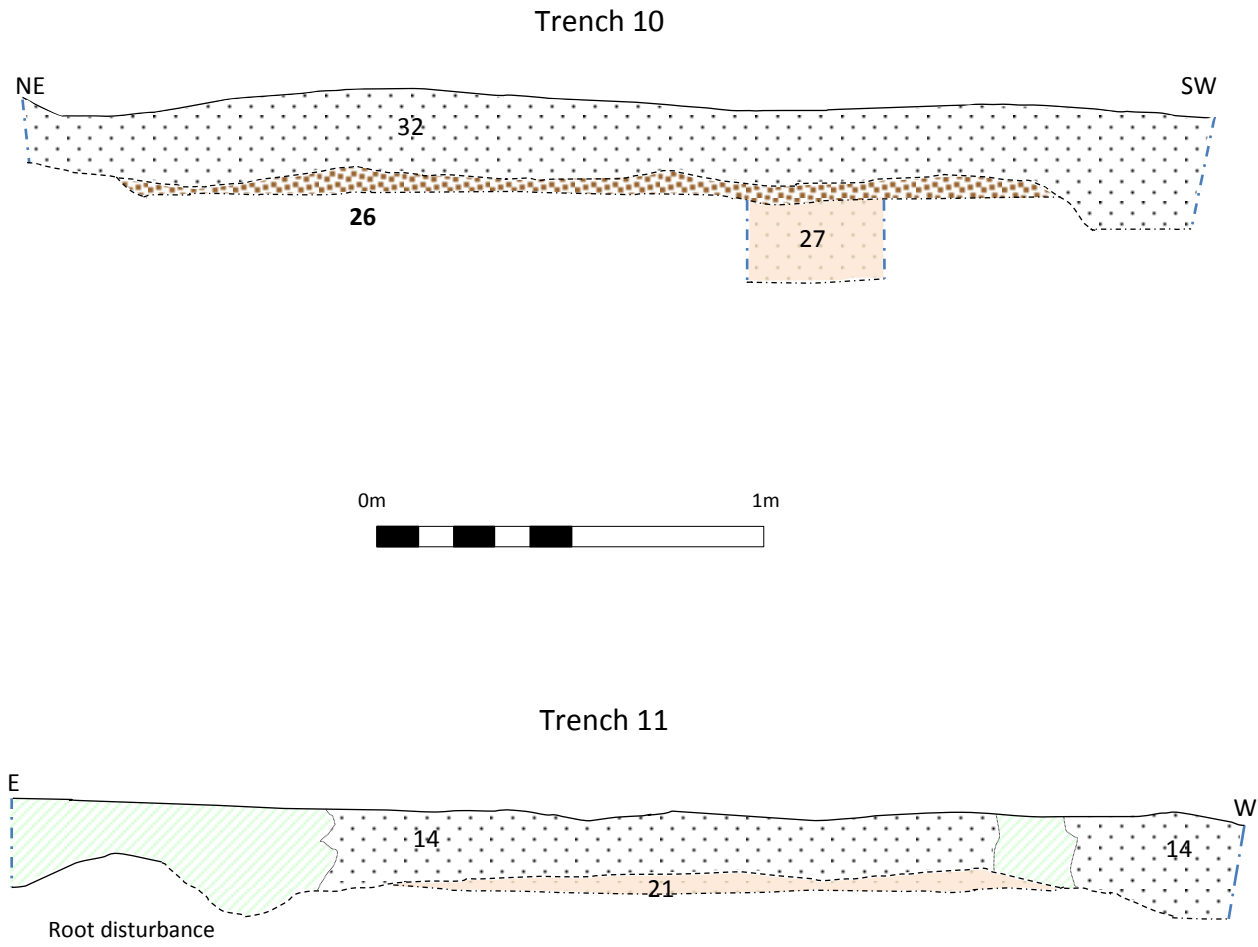 Trench 10
NE
SW
32
26
27
0m 1m
Trench 11
E
W
14
14
21
Root disturbance